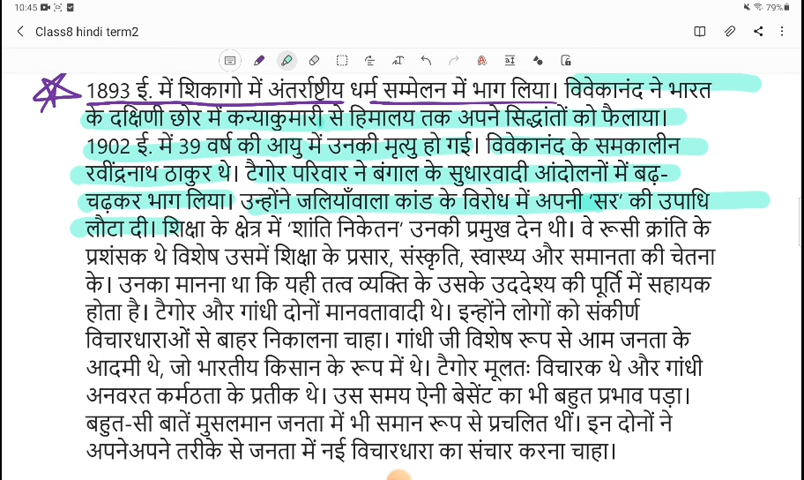 10:45
79%
Class8 hindi term2
1893 ई. में शिकागो में अंतर्राष्ट्रीय धर्म सम्मेलन में भाग लिया। विवेकानंद ने भारत
के दक्षिणी छोर में कन्याकुमारी से हिमालय तक अपने सिद्धांतों को फैलाया।
1902 ई. में 39 वर्ष की आयु में उनकी मृत्यु हो गई। विवेकानंद के समकालीन
रवींद्रनाथ ठाकुर थे। टैगोर परिवार ने बंगाल के सुधारवादी आंदोलनों में बढ़-
चढ़कर भाग लिया। उन्होंने जलियाँवाला कांड के विरोध में अपनी ‘सर’ की उपाधि
लौटा दी। शिक्षा के क्षेत्र में ‘शांति निकेतन’ उनकी प्रमुख देन थी। वे रूसी क्रांति के
प्रशंसक थे विशेष उसमें शिक्षा के प्रसार, संस्कृति, स्वास्थ्य और समानता की चेतना
के। उनका मानना था कि यही तत्व व्यक्ति के उसके उददेश्य की पूर्ति में सहायक
होता है। टैगोर और गांधी दोनों मानवतावादी थे। इन्होंने लोगों को संकीर्ण
विचारधाराओं से बाहर निकालना चाहा। गांधी जी विशेष रूप से आम जनता के
आदमी थे, जो भारतीय किसान के रूप में थे। टैगोर मूलतः विचारक थे और गांधी
अनवरत कर्मठता के प्रतीक थे। उस समय ऐनी बेसेंट का भी बहुत प्रभाव पड़ा।
बहुत-सी बातें मुसलमान जनता में भी समान रूप से प्रचलित थीं। इन दोनों ने
अपनेअपने तरीके से जनता में नई विचारधारा का संचार करना चाहा।